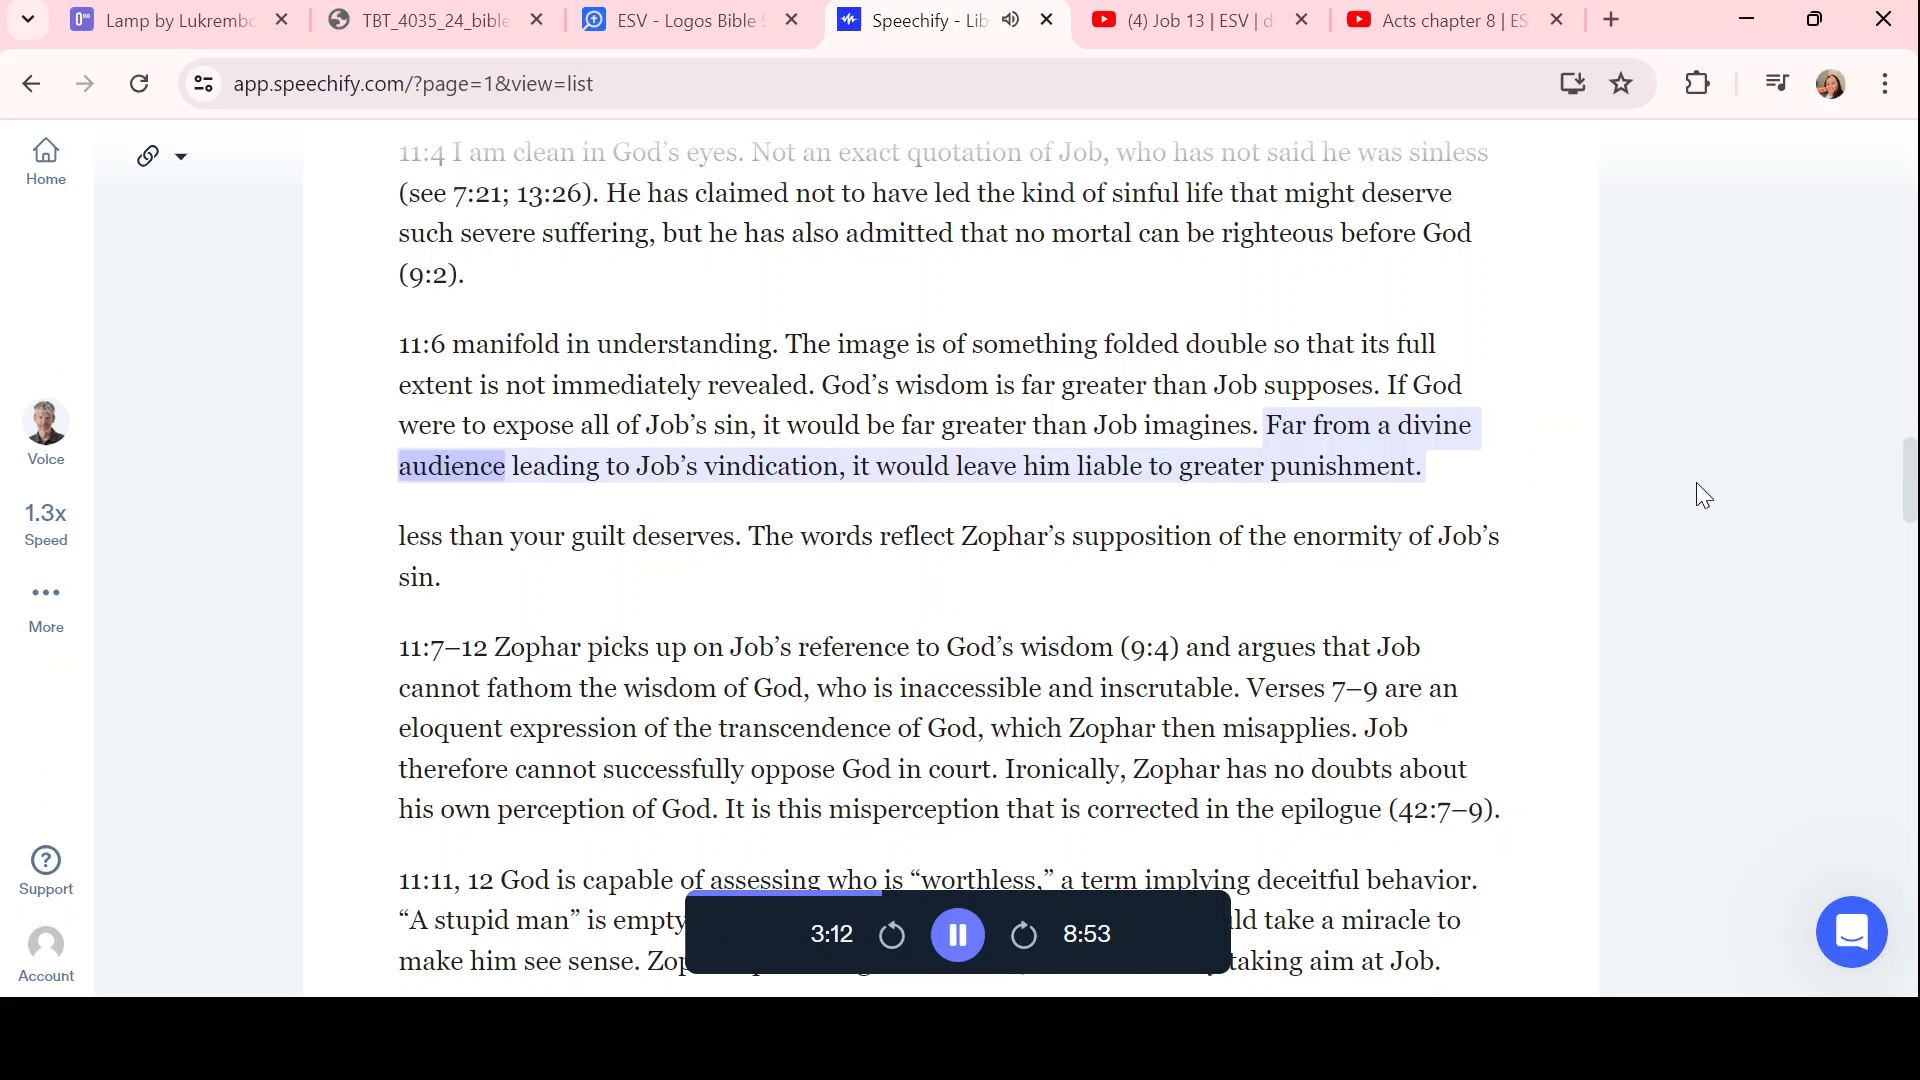 Lamp by Lukrembo
TBT_4035_24_bible
ESV - Logos Bible S
Speechify - Lib
(4) Job 13 | ESV | d
Acts chapter 8 | ES
app.speechify.com/?page=1&view=list
Home
11:4 I am clean in God’s eyes. Not an exact quotation of Job, who has not said he was sinless
(see 7:21; 13:26). He has claimed not to have led the kind of sinful life that might deserve
such severe suffering, but he has also admitted that no mortal can be righteous before God
(9:2).
11:6 manifold in understanding. The image is of something folded double so that its full
extent is not immediately revealed. God’s wisdom is far greater than Job supposes. If God
were to expose all of Job’s sin, it would be far greater than Job imagines. Far from a divine
audience leading to Job’s vindication, it would leave him liable to greater punishment.
less than your guilt deserves. The words reflect Zophar’s supposition of the enormity of Job’s
sin.
11:7–12 Zophar picks up on Job’s reference to God’s wisdom (9:4) and argues that Job
cannot fathom the wisdom of God, who is inaccessible and inscrutable. Verses 7–9 are an
eloquent expression of the transcendence of God, which Zophar then misapplies. Job
therefore cannot successfully oppose God in court. Ironically, Zophar has no doubts about
his own perception of God. It is this misperception that is corrected in the epilogue (42:7–9).
11:11, 12 God is capable of assessing who is “worthless,” a term implying deceitful behavior.
“A stupid man” is empty take a miracle to
make him see sense. taking aim at Job.
Voice
1.3x
Speed
More
Support
Account
3:12
8:53